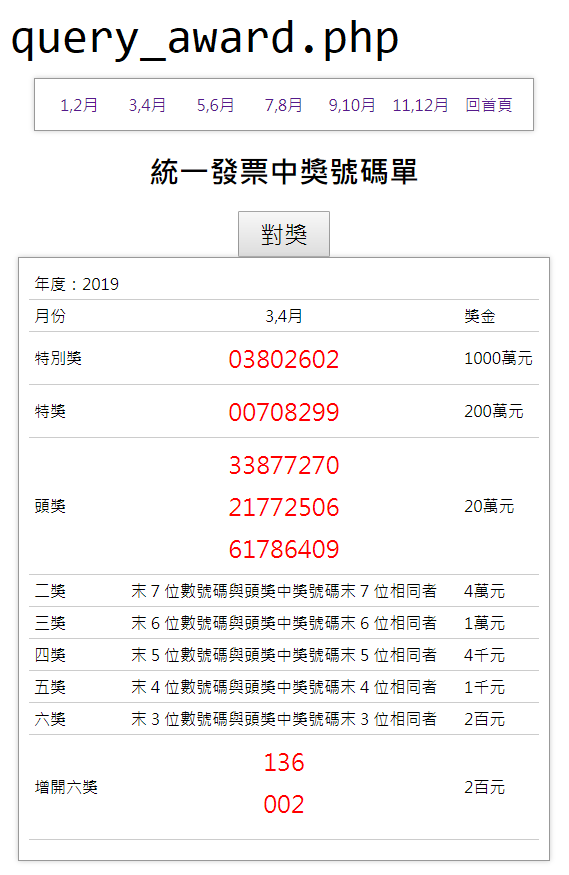 query_award.php
1,2月 3,4月 5,6月 7,8月 9,10月 11,12月 回首頁
統一發票中獎號碼單
對獎
年度：2019
月份 3,4月 獎金
特別獎 03802602 1000萬元
特獎 00708299 200萬元
33877270
頭獎 21772506 20萬元
61786409
二獎 末 7 位數號碼與頭獎中獎號碼末 7 位相同者 4萬元
三獎 末 6 位數號碼與頭獎中獎號碼末 6 位相同者 1萬元
四獎 末 5 位數號碼與頭獎中獎號碼末 5 位相同者 4千元
五獎 末 4 位數號碼與頭獎中獎號碼末 4 位相同者 1千元
六獎 末 3 位數號碼與頭獎中獎號碼末 3 位相同者 2百元
136
增開六獎 2百元
002